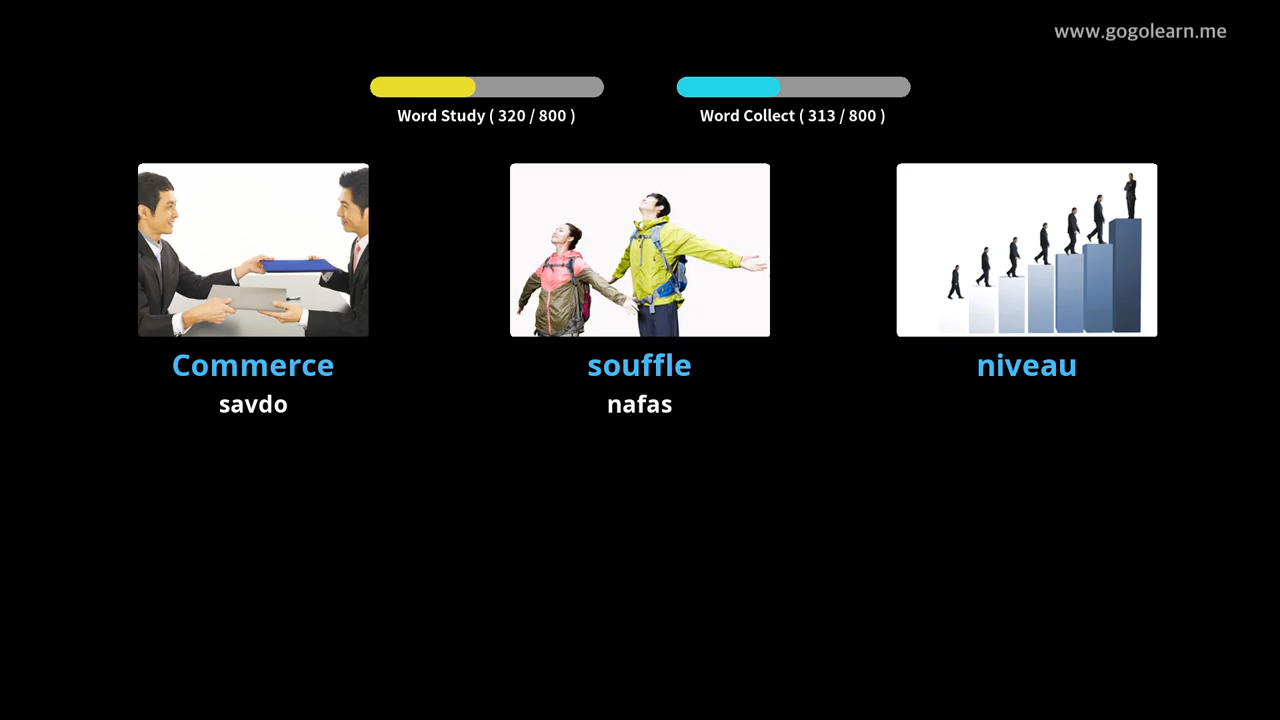 www.gogolearn.me
Word Study ( 320 / 800 )
Word Collect ( 313 / 800 )
Commerce
savdo
souffle
nafas
niveau